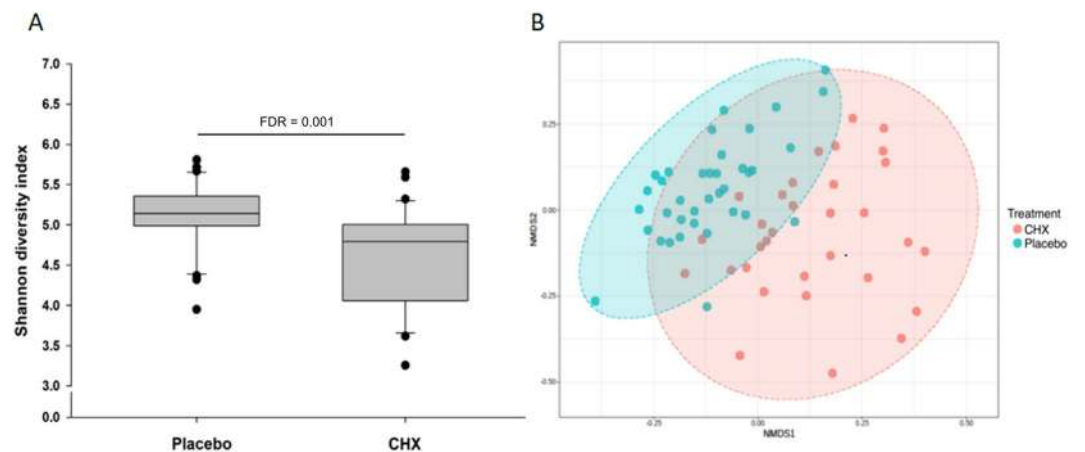 A
B
Shannon diversity index
7.0
6.5
6.0
5.5
5.0
4.5
4.0
3.5
3.0
0.0
FDR = 0.001
Placebo CHX
NMDS2
0.25
0.00
-0.25
-0.50
-0.25 0.00 0.25 0.50
NMDS1
Treatment
CHX
Placebo